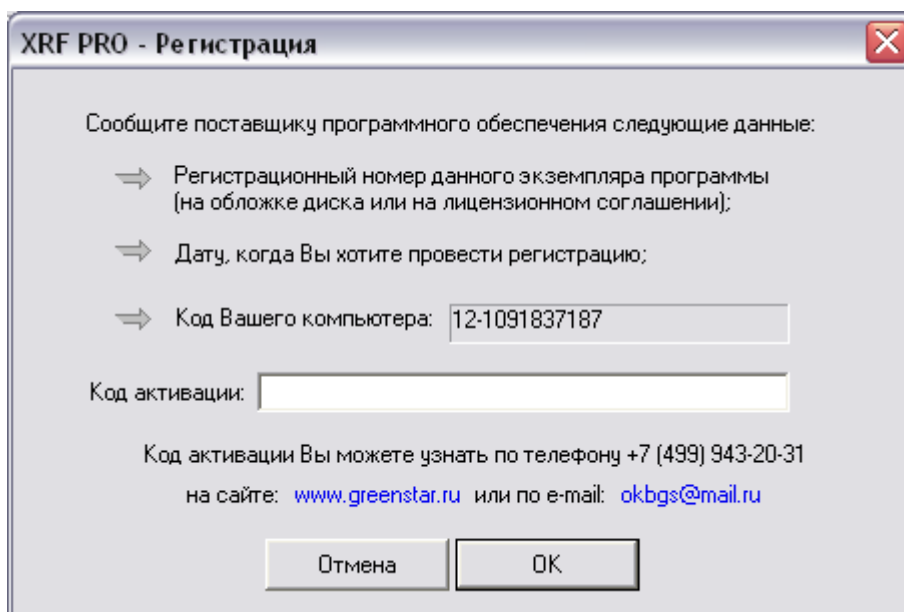 XRF PRO - Регистрация
Сообщите поставщику программного обеспечения следующие данные:
Регистрационный номер данного экземпляра программы
(на обложке диска или на лицензионном соглашении);
Дату, когда Вы хотите провести регистрацию;
Код Вашего компьютера: 12-1091837187
Код активации:
Код активации Вы можете узнать по телефону +7 (499) 943-20-31
на сайте: www.greenstar.ru или по e-mail: okbgs@mail.ru
Отмена OK